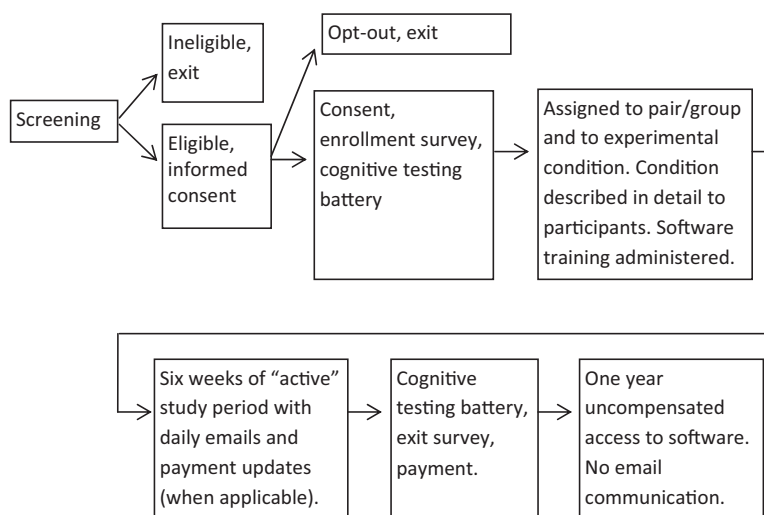 Screening
Ineligible,
exit
Eligible,
informed
consent
Opt-out, exit
Consent,
enrollment survey,
cognitive testing
battery
Assigned to pair/group
and to experimental
condition. Condition
described in detail to
participants. Software
training administered.
Six weeks of “active”
study period with
daily emails and
payment updates
(when applicable).
Cognitive
testing battery,
exit survey,
payment.
One year
uncompensated
access to software.
No email
communication.